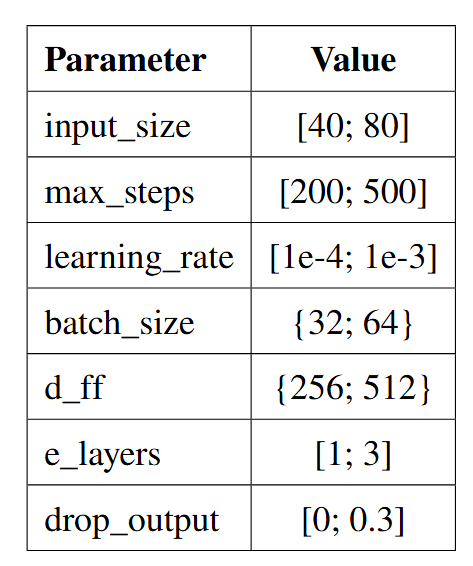 Parameter Value
input_size [40; 80]
max_steps [200; 500]
learning_rate [1e-4; 1e-3]
batch_size {32; 64}
d_ff {256; 512}
e_layers [1; 3]
drop_output [0; 0.3]